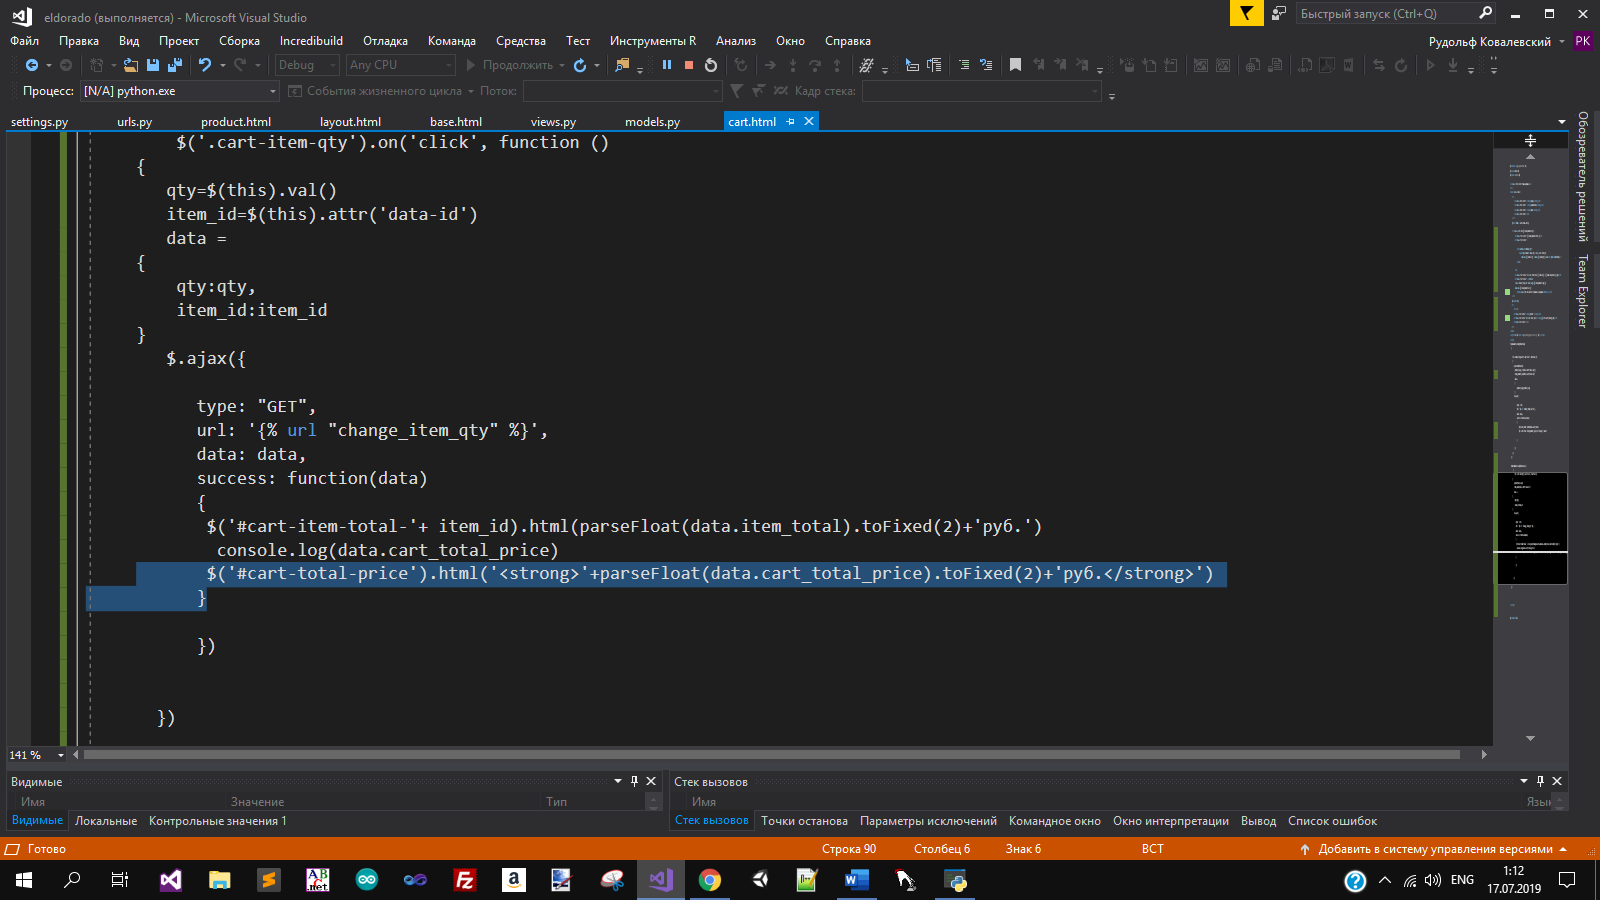 eldorado (выполняется) - Microsoft Visual Studio
Быстрый запуск (Ctrl+Q)
Файл Правка Вид Проект Сборка Incredibuild Отладка Команда Средства Тест Инструменты R Анализ Окно Справка
Рудольф Ковалевский РК
Debug Any CPU Продолжить
Процесс: [N/A] python.exe События жизненного цикла Поток: Кадр стека:
settings.py urls.py product.html layout.html base.html views.py models.py cart.html
$('.cart-item-qty').on('click', function ()
{
qty=$(this).val()
item_id=$(this).attr('data-id')
data =
{
qty:qty,
item_id:item_id
}
$.ajax({
type: "GET",
url: '{% url "change_item_qty" %}',
data: data,
success: function(data)
{
$('#cart-item-total-'+ item_id).html(parseFloat(data.item_total).toFixed(2)+'руб.')
console.log(data.cart_total_price)
$('#cart-total-price').html('<strong>'+parseFloat(data.cart_total_price).toFixed(2)+'руб.</strong>')
}
})
})
Обозреватель решений
Team Explorer
141 %
Видимые
Имя Значение Тип
Видимые Локальные Контрольные значения 1
Стек вызовов
Имя Язык
Стек вызовов Точки останова Параметры исключений Командное окно Окно интерпретации Вывод Список ошибок
Готово Строка 90 Столбец 6 Знак 6 ВСТ Добавить в систему управления версиями
ABC .net
ENG
1:12
17.07.2019